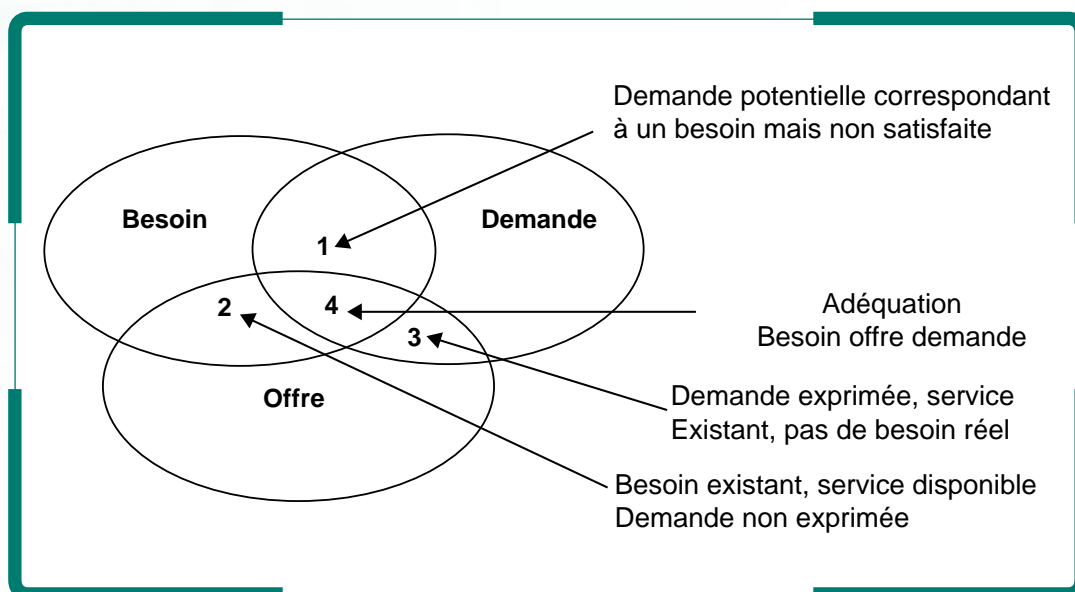 Demande potentielle correspondant
à un besoin mais non satisfaite
Besoin
Demande
1
2
4
3
Adéquation
Besoin offre demande
Offre
Demande exprimée, service
Existant, pas de besoin réel
Besoin existant, service disponible
Demande non exprimée